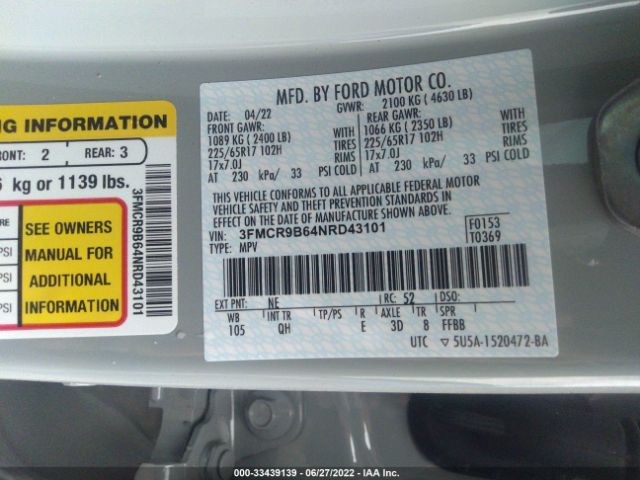 MFD. BY FORD MOTOR CO.
04/22
GVWR: 2100 KG ( 4630 LB)
FRONT GAWR:
REAR GAWR:
1089 KG ( 2400 LB)
225/65R17 102H
17x7.0J
AT 230 kPa/ 33
WITH
TIRES
RIMS
PSI COLD
1066 KG ( 2350 LB)
225/65R17 102H
17x7.0J
AT 230 kPa/ 33
WITH
TIRES
RIMS
PSI COLD
THIS VEHICLE CONFORMS TO ALL APPLICABLE FEDERAL MOTOR
VEHICLE SAFETY AND THEFT PREVENTION STANDARDS IN
EFFECT ON THE DATE OF MANUFACTURE SHOWN ABOVE.
VIN: 3FMCR9B64NRD43101
TYPE: MPV
F0153
T0369
EXT PNT: NE RC: 52 DSO:
WB INT TR TP/PS R AXLE TR SPR
105 QH E 3D 8 FFBB
UTC ▽ 5U5A-1520472-BA
NG INFORMATION
FRONT: 2 REAR: 3
kg or 1139 lbs.
SEE OWNERS
MANUAL FOR
ADDITIONAL
INFORMATION
PSI
PSI
PSI
3FMCR9B64NRD43101
000-33439139 - 06/27/2022 - IAA Inc.